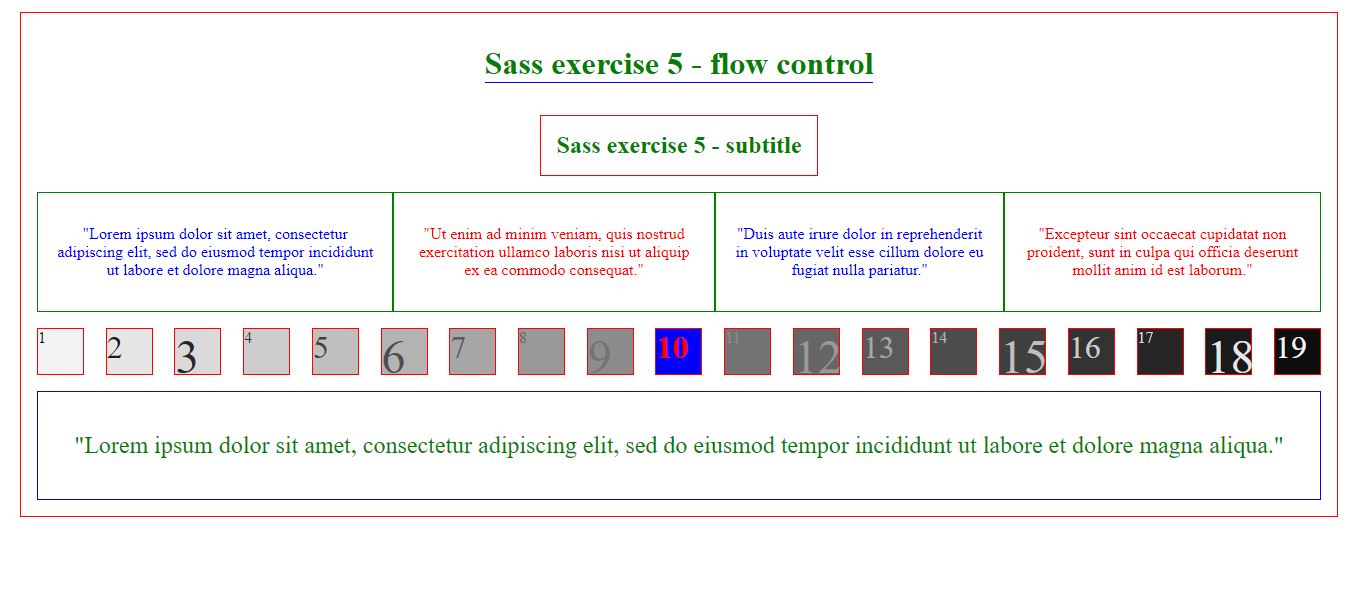 Sass exercise 5 - flow control
Sass exercise 5 - subtitle
"Lorem ipsum dolor sit amet, consectetur
adipiscing elit, sed do eiusmod tempor incididunt
ut labore et dolore magna aliqua."
"Ut enim ad minim veniam, quis nostrud
exercitation ullamco laboris nisi ut aliquip
ex ea commodo consequat."
"Duis aute irure dolor in reprehenderit
in voluptate velit esse cillum dolore eu
fugiat nulla pariatur."
"Excepteur sint occaecat cupidatat non
proident, sunt in culpa qui officia deserunt
mollit anim id est laborum."
1 2 3 4 5 6 7 8 9 10 11 12 13 14 15 16 17 18 19
"Lorem ipsum dolor sit amet, consectetur adipiscing elit, sed do eiusmod tempor incididunt ut labore et dolore magna aliqua."